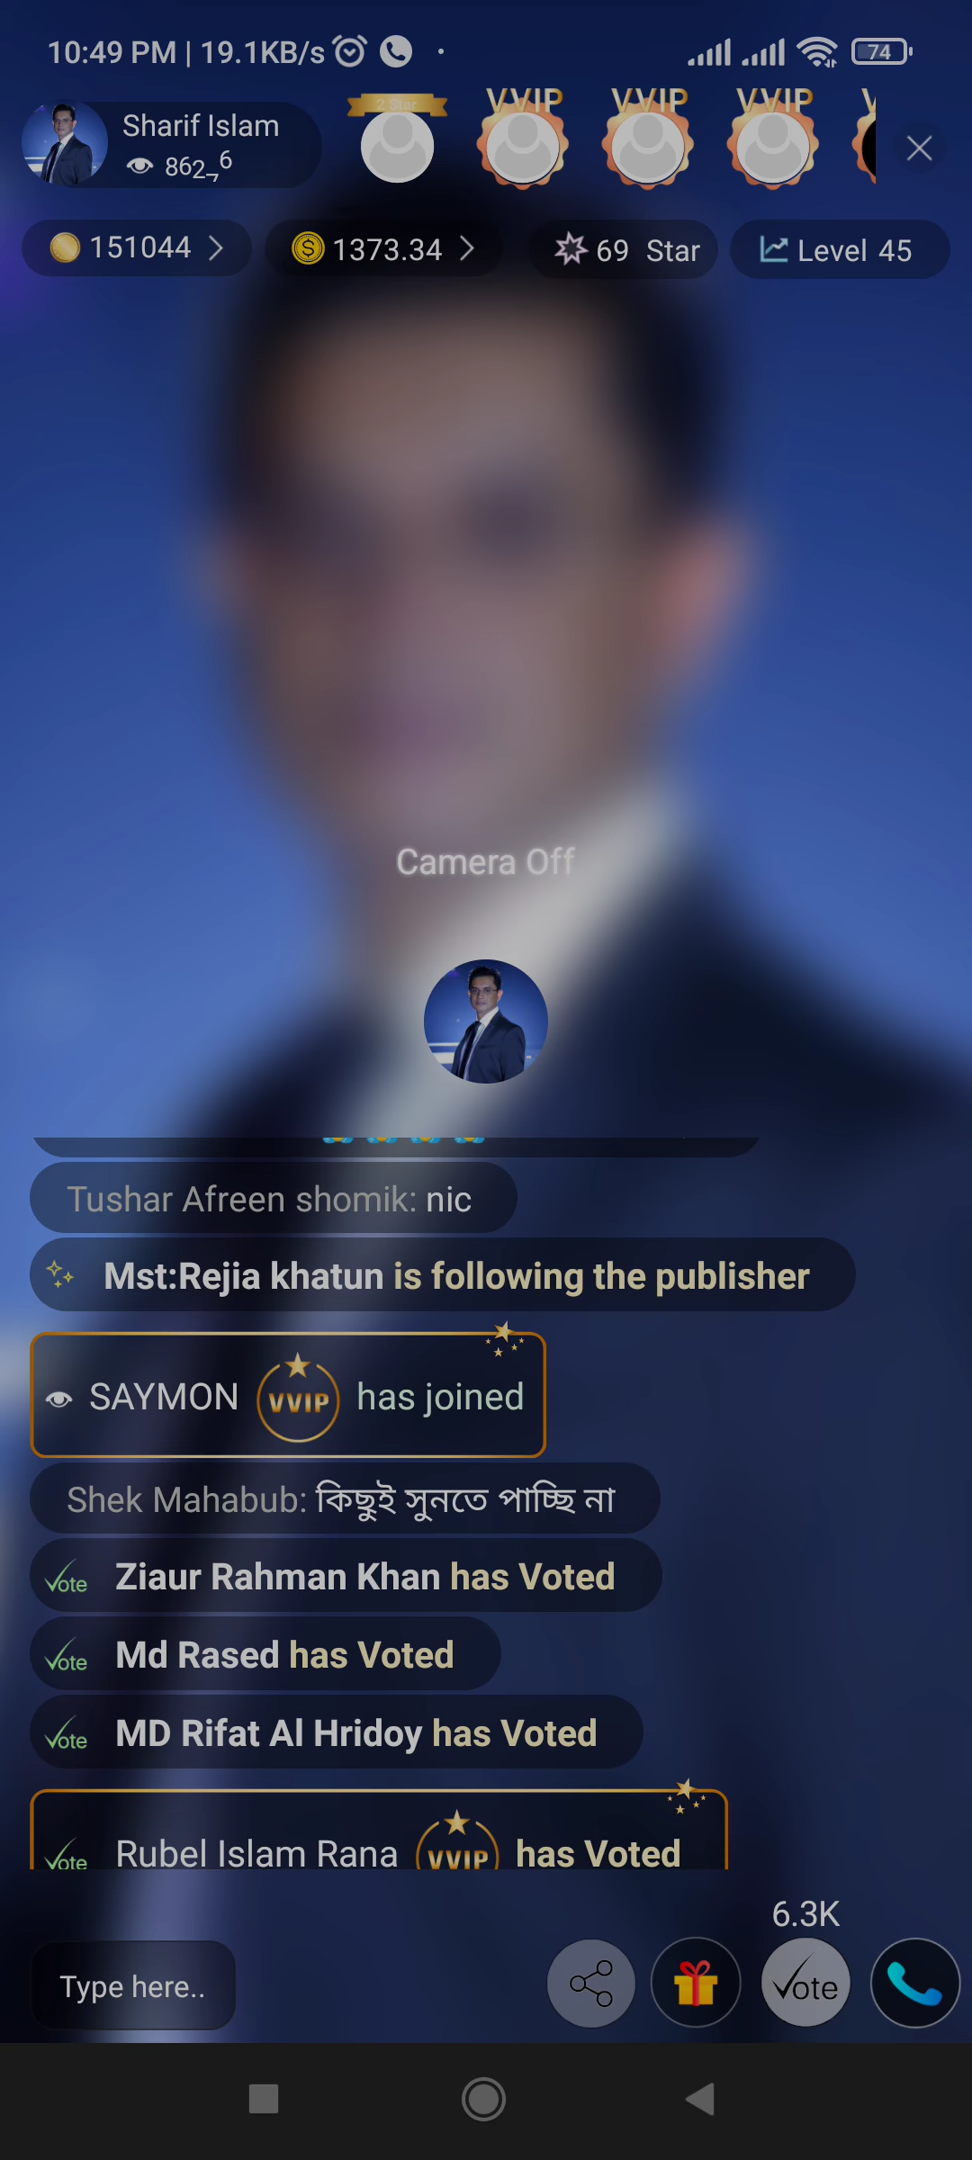 10:49 PM | 19.1KB/s
74
Sharif Islam
2 Star
VVIP
VVIP
VVIP
151044
1373.34
69 Star
Level 45
Camera Off
Tushar Afreen shomik: nic
Mst:Rejia khatun is following the publisher
SAYMON VVIP has joined
Shek Mahabub: কিছুই সুনতে পাচ্ছি না
Vote Ziaur Rahman Khan has Voted
Vote Md Rased has Voted
Vote MD Rifat Al Hridoy has Voted
Vote Rubel Islam Rana VVIP has Voted
6.3K
Type here..
Vote